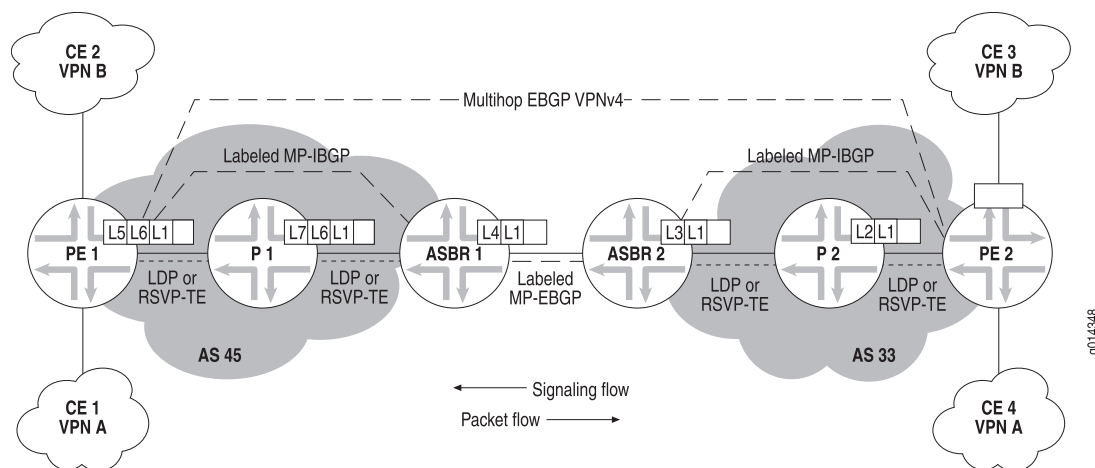 CE 2
VPN B
CE 3
VPN B
Multihop EBGP VPNv4
Labeled MP-IBGP
Labeled MP-IBGP
L5 L6 L1
L7 L6 L1
L4 L1
L3 L1
L2 L1
PE 1
P 1
ASBR 1
ASBR 2
P 2
PE 2
LDP or
RSVP-TE
LDP or
RSVP-TE
Labeled
MP-EBGP
LDP or
RSVP-TE
LDP or
RSVP-TE
AS 45
AS 33
Signaling flow
Packet flow
CE 1
VPN A
CE 4
VPN A
g014348